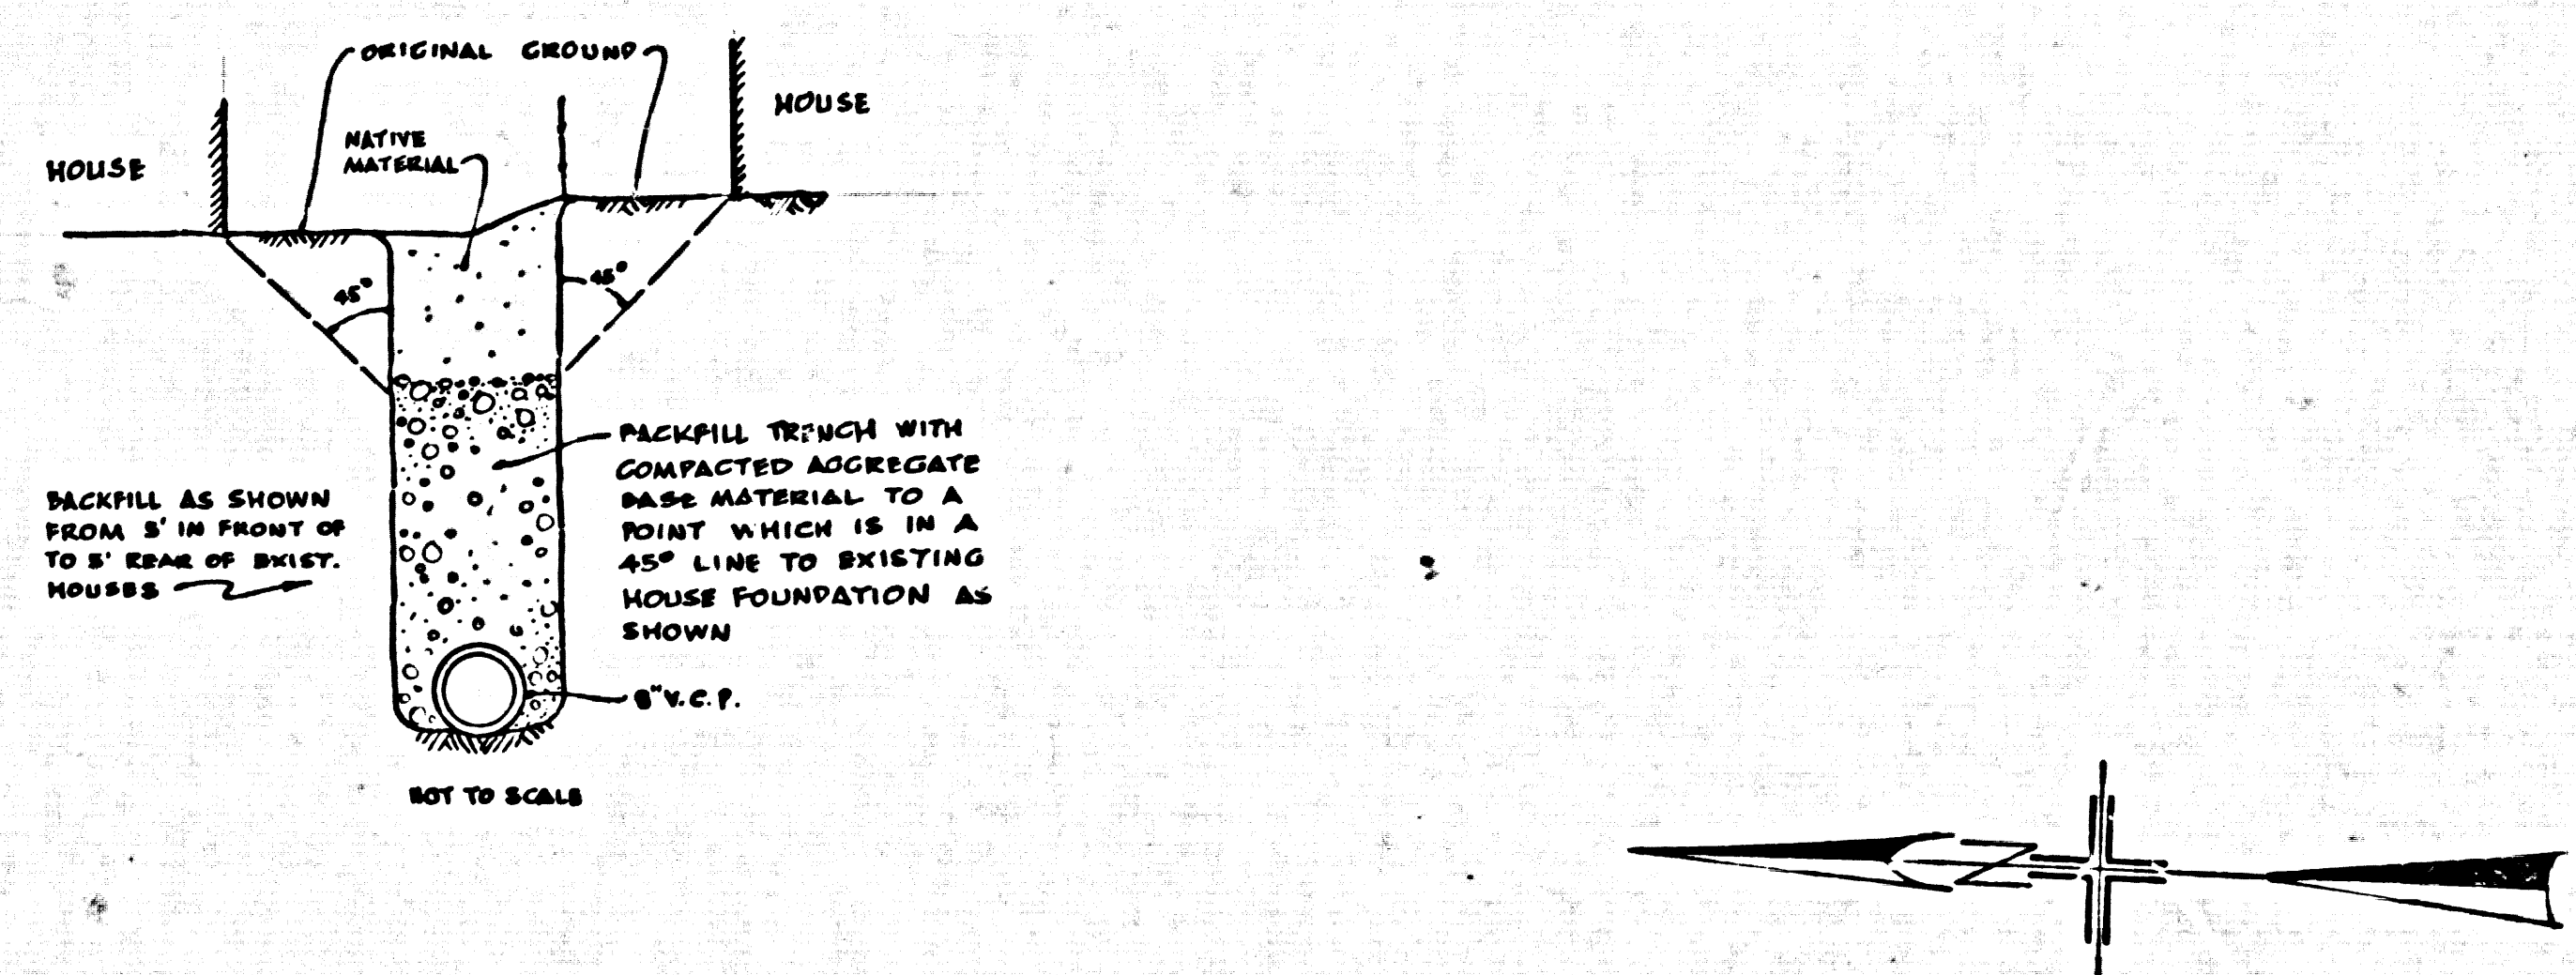 ORIGINAL GROUND
HOUSE
NATIVE
MATERIAL
HOUSE
45°
45°
BACKFILL TRENCH WITH
COMPACTED AGGREGATE
BASE MATERIAL TO A
POINT WHICH IS IN A
45° LINE TO EXISTING
HOUSE FOUNDATION AS
SHOWN
BACKFILL AS SHOWN
FROM 5' IN FRONT OF
TO 5' REAR OF EXIST.
HOUSES
8" V.C.P.
NOT TO SCALE
N